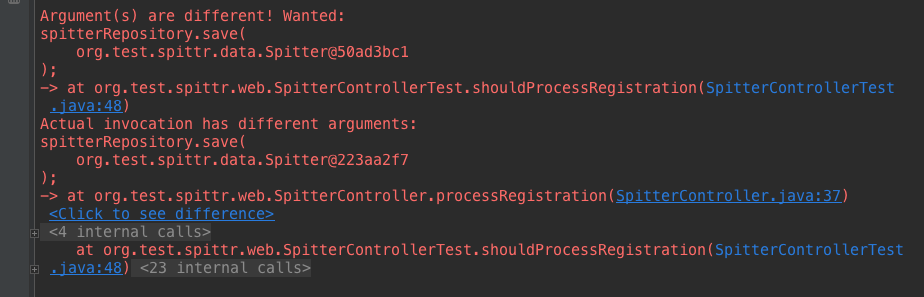 Argument(s) are different! Wanted:
spitterRepository.save(
    org.test.spittr.data.Spitter@50ad3bc1
);
-> at org.test.spittr.web.SpitterControllerTest.shouldProcessRegistration(SpitterControllerTest
.java:48)
Actual invocation has different arguments:
spitterRepository.save(
    org.test.spittr.data.Spitter@223aa2f7
);
-> at org.test.spittr.web.SpitterController.processRegistration(SpitterController.java:37)
<Click to see difference>
<4 internal calls>
    at org.test.spittr.web.SpitterControllerTest.shouldProcessRegistration(SpitterControllerTest
.java:48) <23 internal calls>